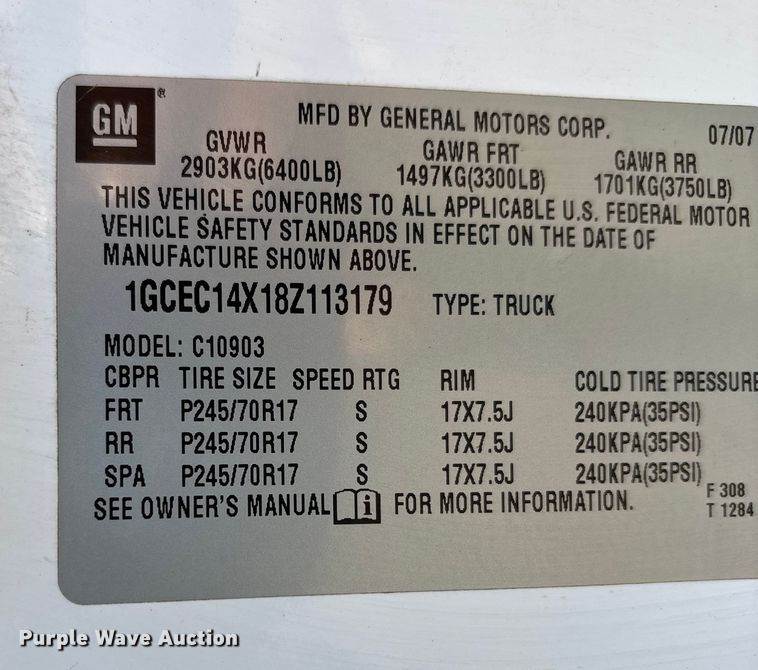 GM®
MFD BY GENERAL MOTORS CORP. 07/07
GVWR GAWR FRT GAWR RR
2903KG(6400LB) 1497KG(3300LB) 1701KG(3750LB)
THIS VEHICLE CONFORMS TO ALL APPLICABLE U.S. FEDERAL MOTOR
VEHICLE SAFETY STANDARDS IN EFFECT ON THE DATE OF
MANUFACTURE SHOWN ABOVE.
1GCEC14X18Z113179 TYPE: TRUCK
MODEL: C10903
CBPR TIRE SIZE SPEED RTG RIM COLD TIRE PRESSURE
FRT P245/70R17 S 17X7.5J 240KPA(35PSI)
RR P245/70R17 S 17X7.5J 240KPA(35PSI)
SPA P245/70R17 S 17X7.5J 240KPA(35PSI)
F 308
SEE OWNER'S MANUAL i FOR MORE INFORMATION.
T 1284
Purple Wave Auction